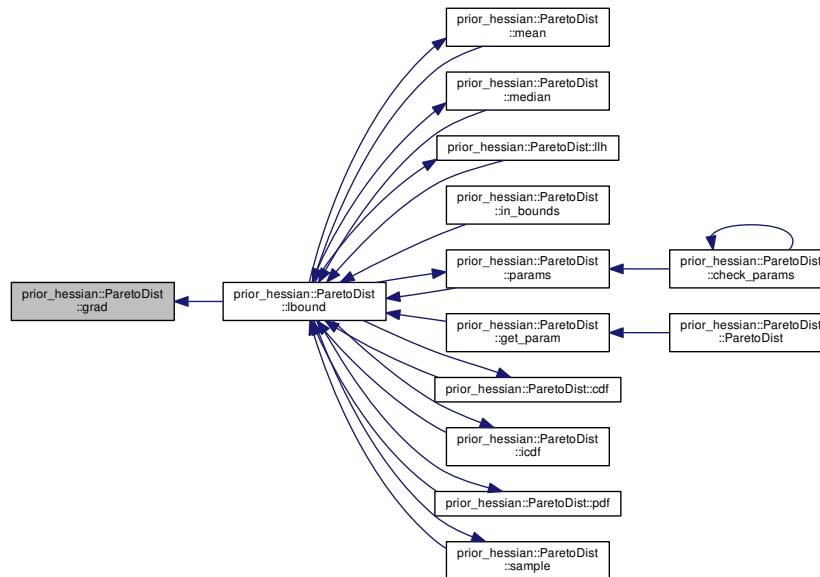 prior_hessian::ParetoDist
::mean
prior_hessian::ParetoDist
::median
prior_hessian::ParetoDist::llh
prior_hessian::ParetoDist
::in_bounds
prior_hessian::ParetoDist
::params
prior_hessian::ParetoDist
::check_params
prior_hessian::ParetoDist
::grad
prior_hessian::ParetoDist
::lbound
prior_hessian::ParetoDist
::get_param
prior_hessian::ParetoDist
::ParetoDist
prior_hessian::ParetoDist::cdf
prior_hessian::ParetoDist
::icdf
prior_hessian::ParetoDist::pdf
prior_hessian::ParetoDist
::sample